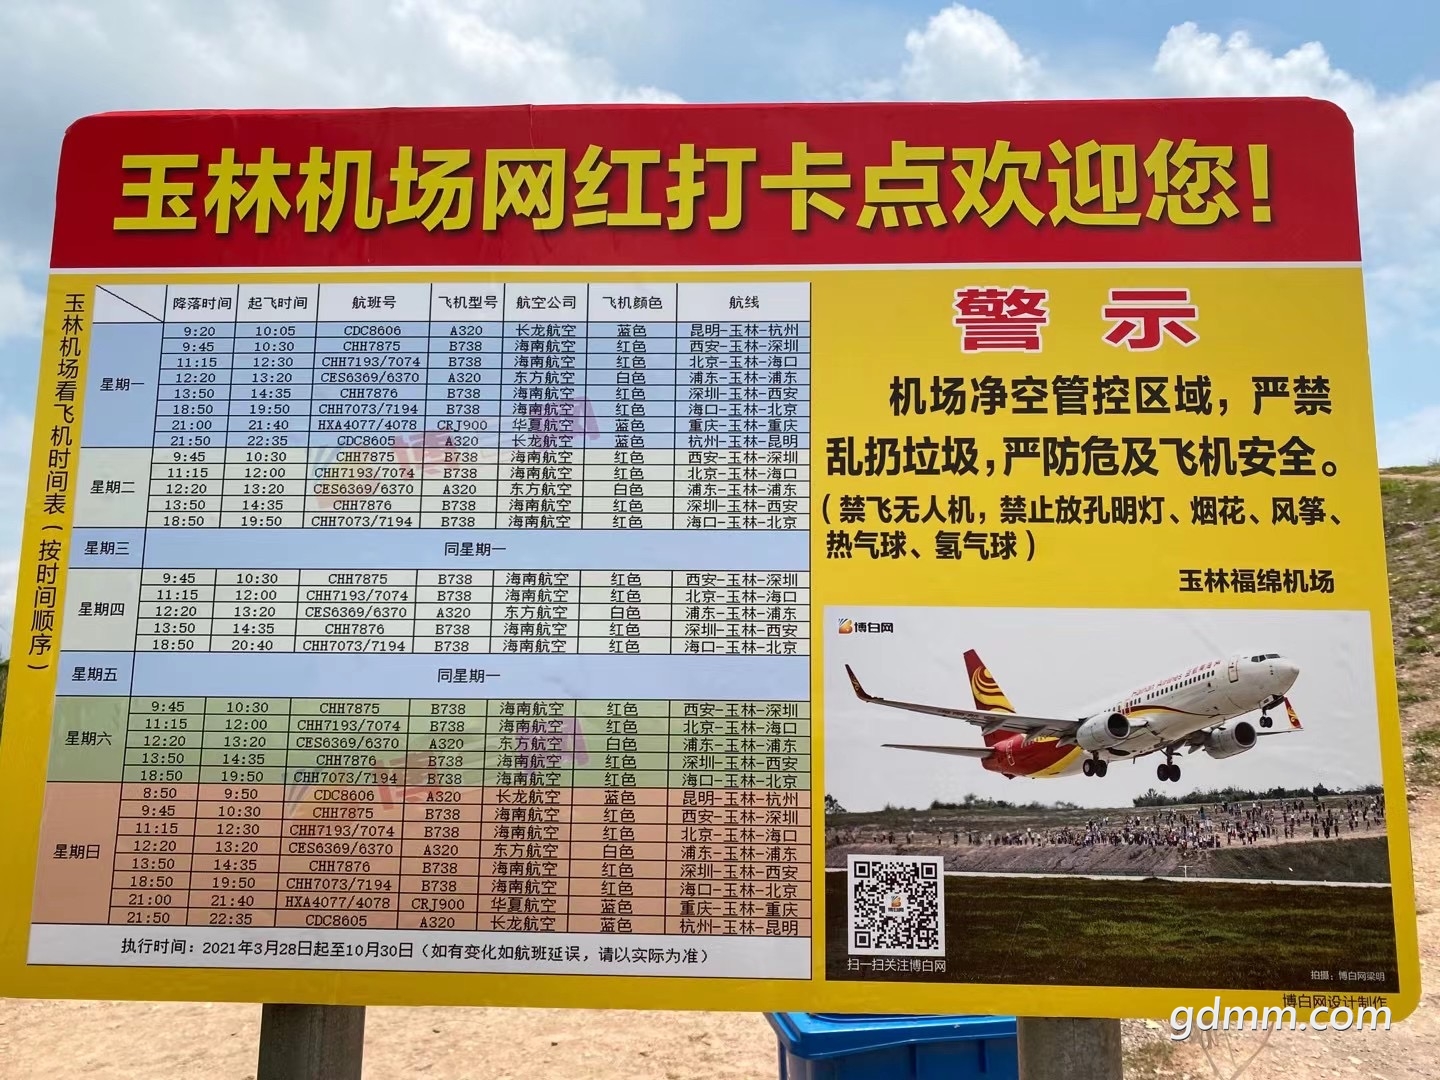 玉林机场网红打卡点欢迎您!
玉林机场看飞机时间表(按时间顺序)
降落时间 起飞时间 航班号 飞机型号 航空公司 飞机颜色 航线
星期一
9:20 10:05 CDC8606 A320 长龙航空 蓝色 昆明-玉林-杭州
9:45 10:30 CHH7875 B738 海南航空 红色 西安-玉林-深圳
11:15 12:30 CHH7193/7074 B738 海南航空 红色 北京-玉林-海口
12:20 13:20 CES6369/6370 A320 东方航空 白色 浦东-玉林-浦东
13:50 14:35 CHH7876 B738 海南航空 红色 深圳-玉林-西安
18:50 19:50 CHH7073/7194 B738 海南航空 红色 海口-玉林-北京
21:00 21:40 HXA4077/4078 CRJ900 华夏航空 蓝色 重庆-玉林-重庆
21:50 22:35 CDC8605 A320 长龙航空 蓝色 杭州-玉林-昆明
星期二
9:45 10:30 CHH7875 B738 海南航空 红色 西安-玉林-深圳
11:15 12:00 CHH7193/7074 B738 海南航空 红色 北京-玉林-海口
12:20 13:20 CES6369/6370 A320 东方航空 白色 浦东-玉林-浦东
13:50 14:35 CHH7876 B738 海南航空 红色 深圳-玉林-西安
18:50 19:50 CHH7073/7194 B738 海南航空 红色 海口-玉林-北京
星期三 同星期一
星期四
9:45 10:30 CHH7875 B738 海南航空 红色 西安-玉林-深圳
11:15 12:00 CHH7193/7074 B738 海南航空 红色 北京-玉林-海口
12:20 13:20 CES6369/6370 A320 东方航空 白色 浦东-玉林-浦东
13:50 14:35 CHH7876 B738 海南航空 红色 深圳-玉林-西安
18:50 20:40 CHH7073/7194 B738 海南航空 红色 海口-玉林-北京
星期五 同星期一
星期六
9:45 10:30 CHH7875 B738 海南航空 红色 西安-玉林-深圳
11:15 12:00 CHH7193/7074 B738 海南航空 红色 北京-玉林-海口
12:20 13:20 CES6369/6370 A320 东方航空 白色 浦东-玉林-浦东
13:50 14:35 CHH7876 B738 海南航空 红色 深圳-玉林-西安
18:50 19:50 CHH7073/7194 B738 海南航空 红色 海口-玉林-北京
星期日
8:50 9:50 CDC8606 A320 长龙航空 蓝色 昆明-玉林-杭州
9:45 10:30 CHH7875 B738 海南航空 红色 西安-玉林-深圳
11:15 12:30 CHH7193/7074 B738 海南航空 红色 北京-玉林-海口
12:20 13:20 CES6369/6370 A320 东方航空 白色 浦东-玉林-浦东
13:50 14:35 CHH7876 B738 海南航空 红色 深圳-玉林-西安
18:50 19:50 CHH7073/7194 B738 海南航空 红色 海口-玉林-北京
21:00 21:40 HXA4077/4078 CRJ900 华夏航空 蓝色 重庆-玉林-重庆
21:50 22:35 CDC8605 A320 长龙航空 蓝色 杭州-玉林-昆明
执行时间：2021年3月28日起至10月30日（如有变化如航班延误，请以实际为准）
警示
机场净空管控区域，严禁
乱扔垃圾，严防危及飞机安全。
（禁飞无人机，禁止放孔明灯、烟花、风筝、
热气球、氢气球）
玉林福绵机场
博白网
Hainan Airlines 海南航空
扫一扫关注博白网
拍摄：博白网梁明
博白网设计制作
gdmm.com